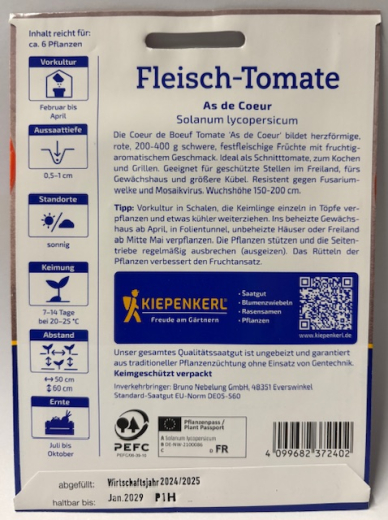 Inhalt reicht für:
ca. 6 Pflanzen
Vorkultur
Februar bis
April
Aussaattiefe
0,5-1 cm
Standorte
sonnig
Keimung
7-14 Tage
bei 20-25 °C
Abstand
↔ 50 cm
↕ 60 cm
Ernte
Juli bis
Oktober
Fleisch-Tomate
As de Coeur
Solanum lycopersicum
Die Coeur de Boeuf Tomate 'As de Coeur' bildet herzförmige,
rote, 200-400 g schwere, festfleischige Früchte mit fruchtig-
aromatischem Geschmack. Ideal als Schnitttomate, zum Kochen
und Grillen. Geeignet für geschützte Stellen im Freiland, fürs
Gewächshaus und größere Kübel. Resistent gegen Fusarium-
welke und Mosaikvirus. Wuchshöhe 150-200 cm.
Tipp: Vorkultur in Schalen, die Keimlinge einzeln in Töpfe ver-
pflanzen und etwas kühler weiterziehen. Ins beheizte Gewächs-
haus ab April, in Folientunnel, unbeheizte Häuser oder Freiland
ab Mitte Mai verpflanzen. Die Pflanzen stützen und die Seiten-
triebe regelmäßig ausbrechen (ausgeizen). Das Rütteln der
Pflanzen verbessert den Fruchtansatz.
KIEPENKERL®
Freude am Gärtnern
• Saatgut
• Blumenzwiebeln
• Rasensamen
• Pflanzen
www.kiepenkerl.de
Unser gesamtes Qualitätssaatgut ist ungebeizt und garantiert
aus traditioneller Pflanzenzüchtung ohne Einsatz von Gentechnik.
Keimgeschützt verpackt
Inverkehrbringer: Bruno Nebelung GmbH, 48351 Everswinkel
Standard-Saatgut EU-Norm DE05-560
PEFC
Pflanzenpass /
Plant Passport
A Solanum lycopersicum
B
C
D FR
4 099682 372402
abgefüllt: Wirtschaftsjahr 2024/2025
haltbar bis: Jan.2029 P1H